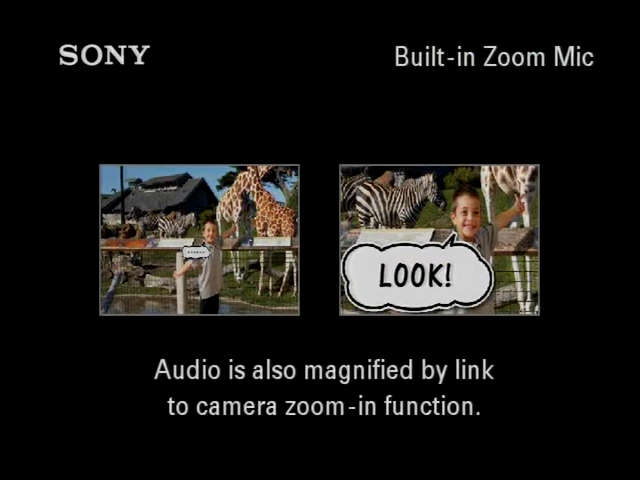 SONY
Built-in Zoom Mic
LOOK!
Audio is also magnified by link
to camera zoom-in function.